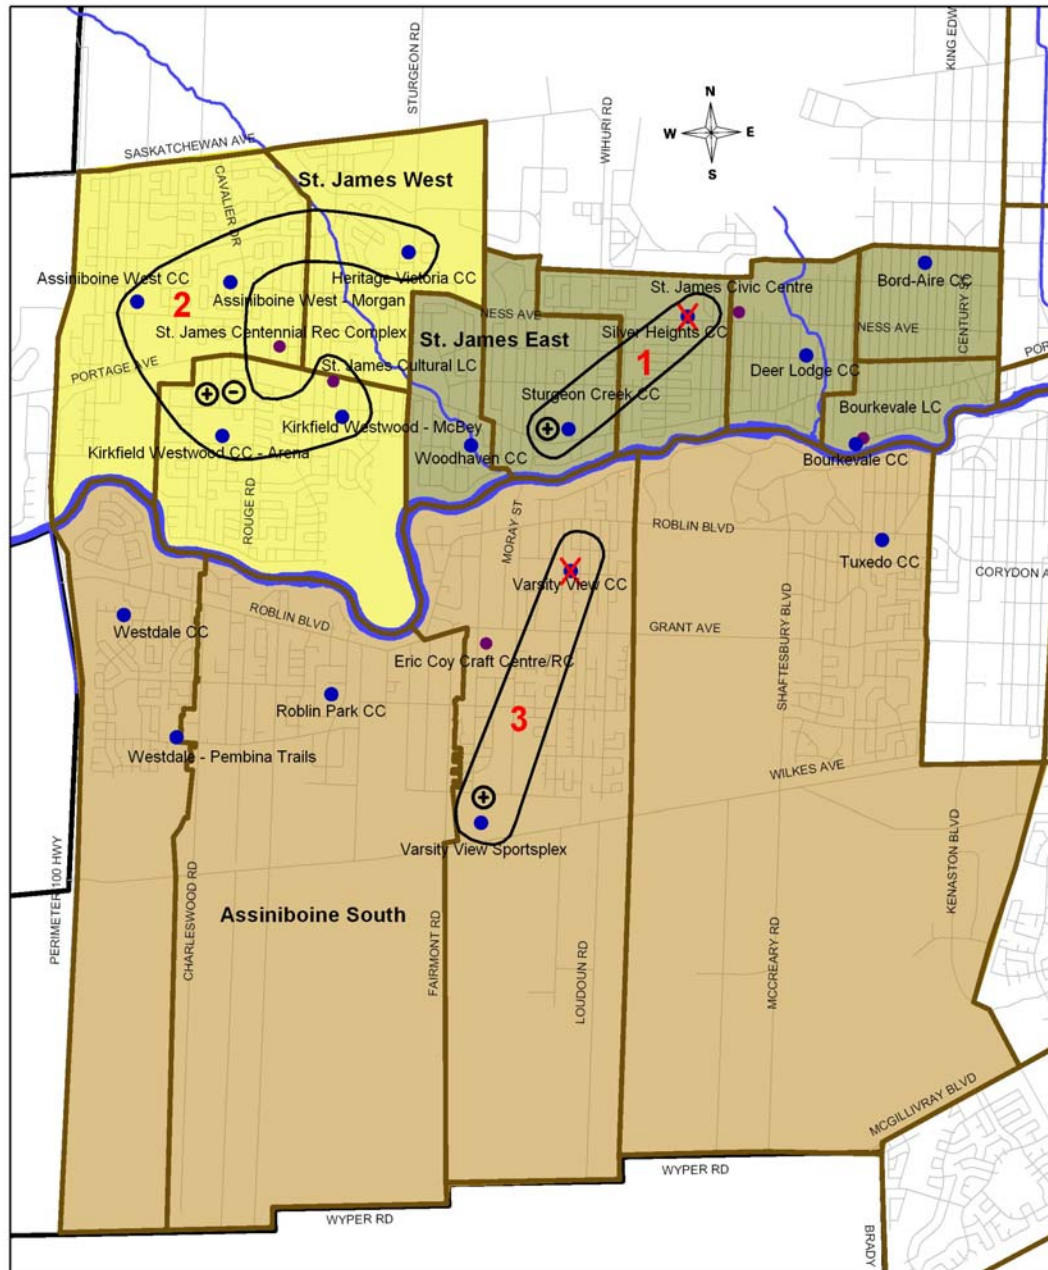 STURGEON RD
KING EDW
WIHURI RD
N
W E
S
SASKATCHEWAN AVE
CAVALIER DR
St. James West
Heritage Victoria CC
Assiniboine West CC
2
Assiniboine West - Morgan
St. James Centennial Rec Complex
St. James Cultural LC
PORTAGE AVE
Kirkfield Westwood - McBey
Kirkfield Westwood CC - Arena
ROUGE RD
NESS AVE
St. James East
St. James Civic Centre
Silver Heights CC
1
Sturgeon Creek CC
Woodhaven CC
Bord-Aire CC
NESS AVE
CENTURY ST
POR
Deer Lodge CC
Bourkevale LC
Bourkevale CC
MORAY ST
ROBLIN BLVD
Tuxedo CC
CORYDON A
Varsity View CC
Westdale CC
ROBLIN BLVD
GRANT AVE
SHAFTESBURY BLVD
Eric Coy Craft Centre/RC
Roblin Park CC
3
Westdale - Pembina Trails
WILKES AVE
Varsity View Sportsplex
KENASTON BLVD
PERIMETER 100 HWY
CHARLESWOOD RD
Assiniboine South
FAIRMONT RD
LOUDOUN RD
MCCREARY RD
MCGILLIVRAY BLVD
WYPER RD
WYPER RD
BRADY